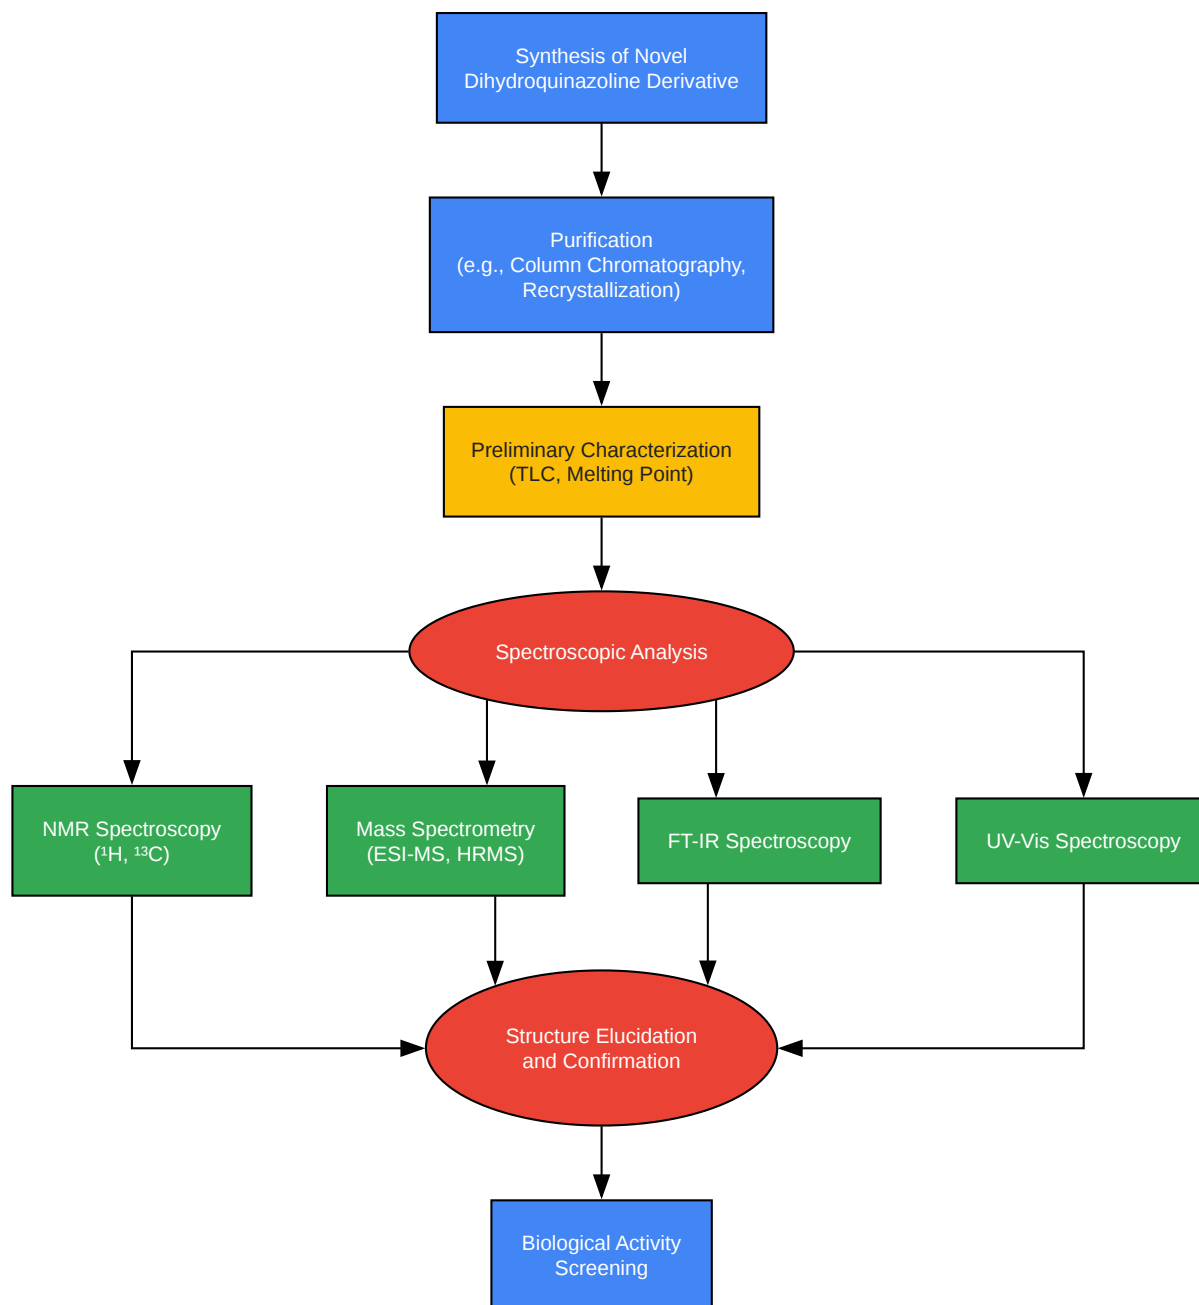 Synthesis of Novel
Dihydroquinazoline Derivative
Purification
(e.g., Column Chromatography,
Recrystallization)
Preliminary Characterization
(TLC, Melting Point)
Spectroscopic Analysis
NMR Spectroscopy
(¹H, ¹³C)
Mass Spectrometry
(ESI-MS, HRMS)
FT-IR Spectroscopy
UV-Vis Spectroscopy
Structure Elucidation
and Confirmation
Biological Activity
Screening